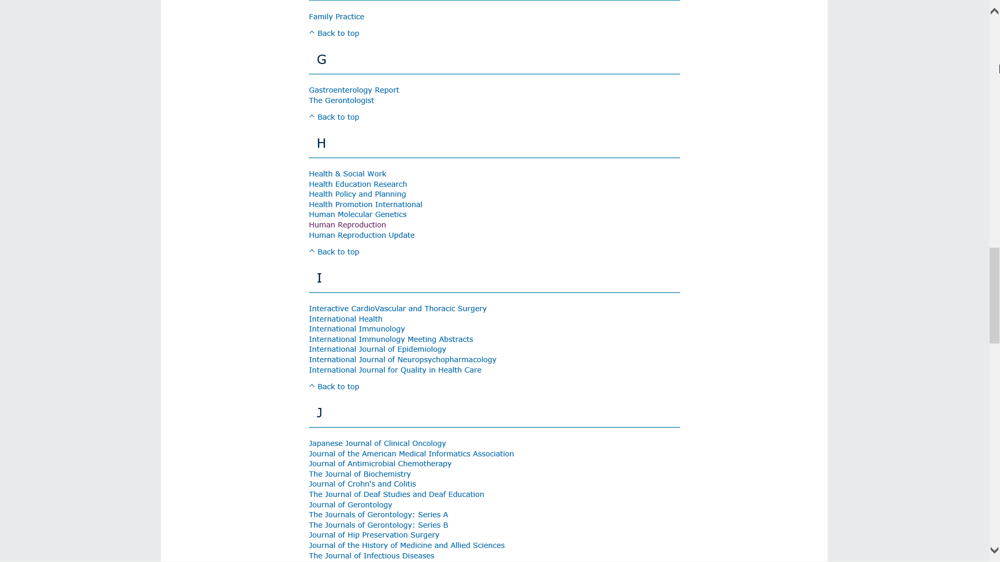 Family Practice
^ Back to top
G
Gastroenterology Report
The Gerontologist
^ Back to top
H
Health & Social Work
Health Education Research
Health Policy and Planning
Health Promotion International
Human Molecular Genetics
Human Reproduction
Human Reproduction Update
^ Back to top
I
Interactive CardioVascular and Thoracic Surgery
International Health
International Immunology
International Immunology Meeting Abstracts
International Journal of Epidemiology
International Journal of Neuropsychopharmacology
International Journal for Quality in Health Care
^ Back to top
J
Japanese Journal of Clinical Oncology
Journal of the American Medical Informatics Association
Journal of Antimicrobial Chemotherapy
The Journal of Biochemistry
Journal of Crohn's and Colitis
The Journal of Deaf Studies and Deaf Education
Journal of Gerontology
The Journals of Gerontology: Series A
The Journals of Gerontology: Series B
Journal of Hip Preservation Surgery
Journal of the History of Medicine and Allied Sciences
The Journal of Infectious Diseases